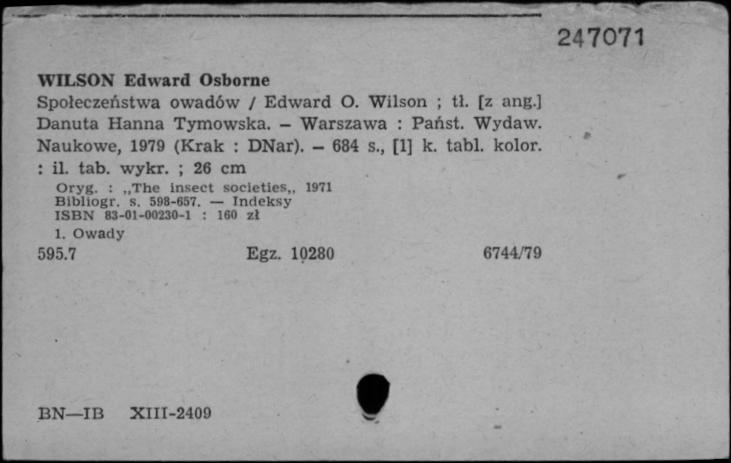 247071
WILSON Edward Osborne
Społeczeństwa owadów / Edward O. Wilson ; tł. [z ang.]
Danuta Hanna Tymowska. — Warszawa : Państ. Wydaw.
Naukowe, 1979 (Krak : DNar). — 684 s., [1] k. tabl. kolor.
: il. tab. wykr. ; 26 cm
Oryg. : „The insect societies,, 1971
Bibliogr. s. 598-657. — Indeksy
ISBN 83-01-00230-1 : 160 zł
1. Owady
595.7 Egz. 10280 6744/79
BN—IB XIII-2409